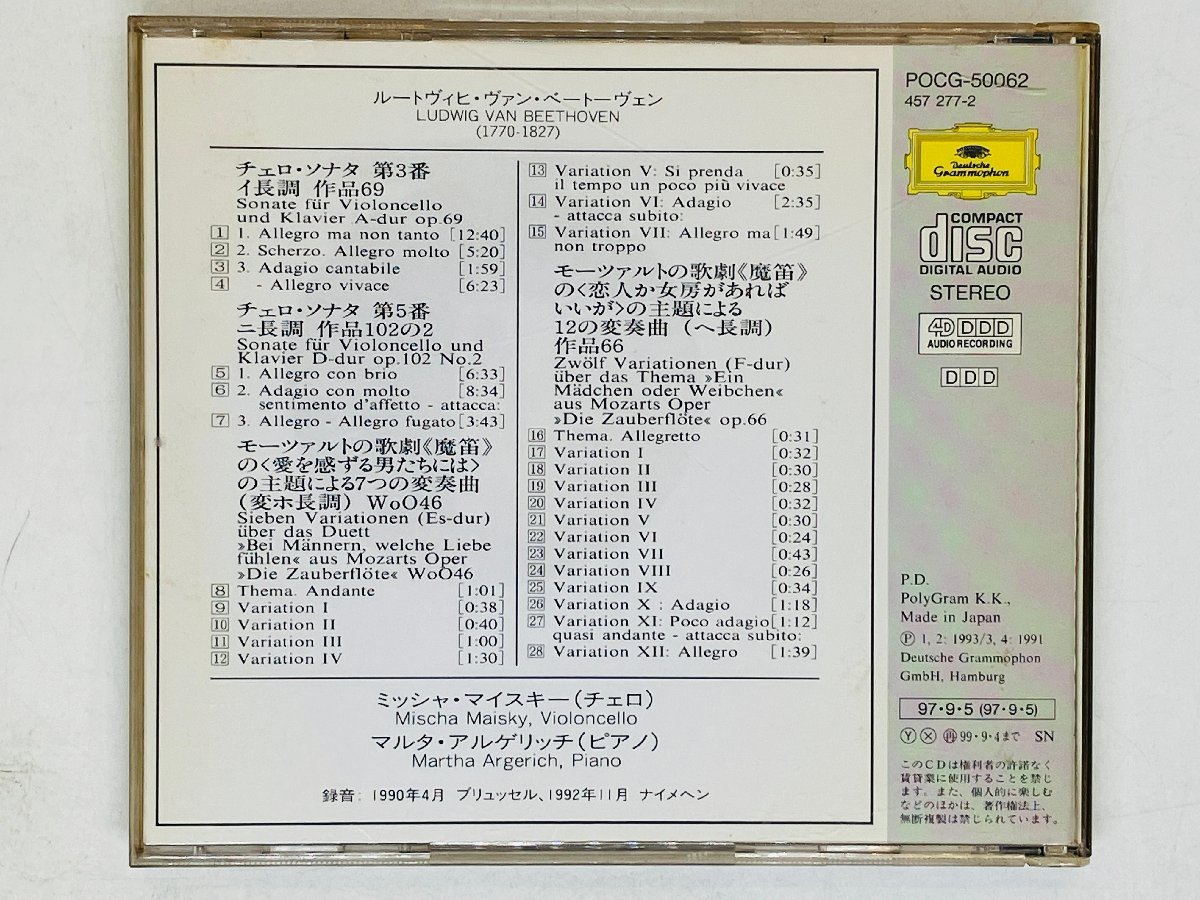 ルートヴィヒ・ヴァン・ベートーヴェン
LUDWIG VAN BEETHOVEN
(1770-1827)
チェロ・ソナタ 第3番
イ長調 作品69
Sonate für Violoncello
und Klavier A-dur op.69
1 1. Allegro ma non tanto [12:40]
2 2. Scherzo. Allegro molto [5:20]
3 3. Adagio cantabile [1:59]
4 - Allegro vivace [6:23]
チェロ・ソナタ 第5番
ニ長調 作品102の2
Sonate für Violoncello und
Klavier D-dur op.102 No.2
5 1. Allegro con brio [6:33]
6 2. Adagio con molto [8:34]
sentimento d'affetto - attacca:
7 3. Allegro - Allegro fugato [3:43]
モーツァルトの歌劇《魔笛》
の〈愛を感ずる男たちには〉
の主題による7つの変奏曲
(変ホ長調) WoO46
Sieben Variationen (Es-dur)
über das Duett
»Bei Männern, welche Liebe
fühlen« aus Mozarts Oper
»Die Zauberflöte« WoO46
8 Thema. Andante [1:01]
9 Variation I [0:38]
10 Variation II [0:40]
11 Variation III [1:00]
12 Variation IV [1:30]
13 Variation V: Si prenda [0:35]
il tempo un poco più vivace
14 Variation VI: Adagio [2:35]
- attacca subito:
15 Variation VII: Allegro ma [1:49]
non troppo
モーツァルトの歌劇《魔笛》
の〈恋人か女房があれば
いいが〉の主題による
12の変奏曲 (ヘ長調)
作品66
Zwölf Variationen (F-dur)
über das Thema »Ein
Mädchen oder Weibchen«
aus Mozarts Oper
»Die Zauberflöte« op.66
16 Thema. Allegretto [0:31]
17 Variation I [0:32]
18 Variation II [0:30]
19 Variation III [0:28]
20 Variation IV [0:32]
21 Variation V [0:30]
22 Variation VI [0:24]
23 Variation VII [0:43]
24 Variation VIII [0:26]
25 Variation IX [0:34]
26 Variation X : Adagio [1:18]
27 Variation XI: Poco adagio [1:12]
quasi andante - attacca subito:
28 Variation XII: Allegro [1:39]
ミッシャ・マイスキー(チェロ)
Mischa Maisky, Violoncello
マルタ・アルゲリッチ(ピアノ)
Martha Argerich, Piano
録音: 1990年4月 ブリュッセル、1992年11月 ナイメヘン
POCG-50062
457 277-2
Deutsche
Grammophon
COMPACT
disc
DIGITAL AUDIO
STEREO
4D DDD
AUDIO RECORDING
DDD
P.D.
PolyGram K.K.,
Made in Japan
Ⓟ 1, 2: 1993/3, 4: 1991
Deutsche Grammophon
GmbH, Hamburg
97・9・5 (97・9・5)
Ⓨ Ⓧ 再 99・9・4まで SN
このCDは権利者の許諾なく
賃貸業に使用することを禁じ
ます。また、個人的に楽しむ
などのほかは、著作権法上、
無断複製は禁じられています。